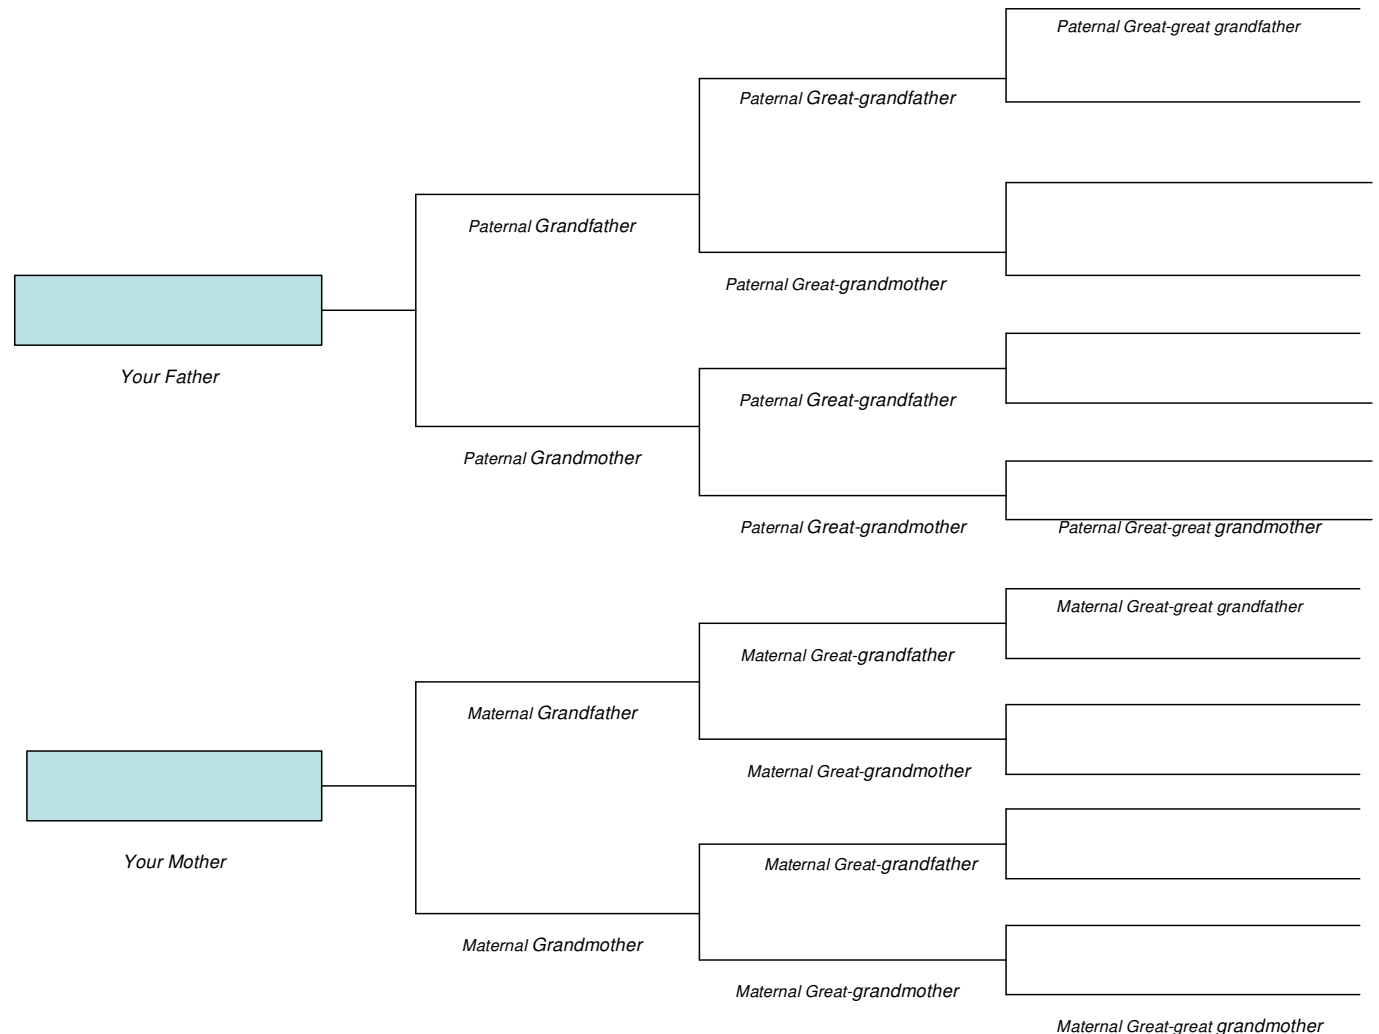 Paternal Great-great grandfather
Paternal Great-grandfather
Paternal Grandfather
Paternal Great-grandmother
Your Father
Paternal Great-grandfather
Paternal Grandmother
Paternal Great-grandmother
Paternal Great-great grandmother
Maternal Great-great grandfather
Maternal Great-grandfather
Maternal Grandfather
Maternal Great-grandmother
Your Mother
Maternal Great-grandfather
Maternal Grandmother
Maternal Great-grandmother
Maternal Great-great grandmother